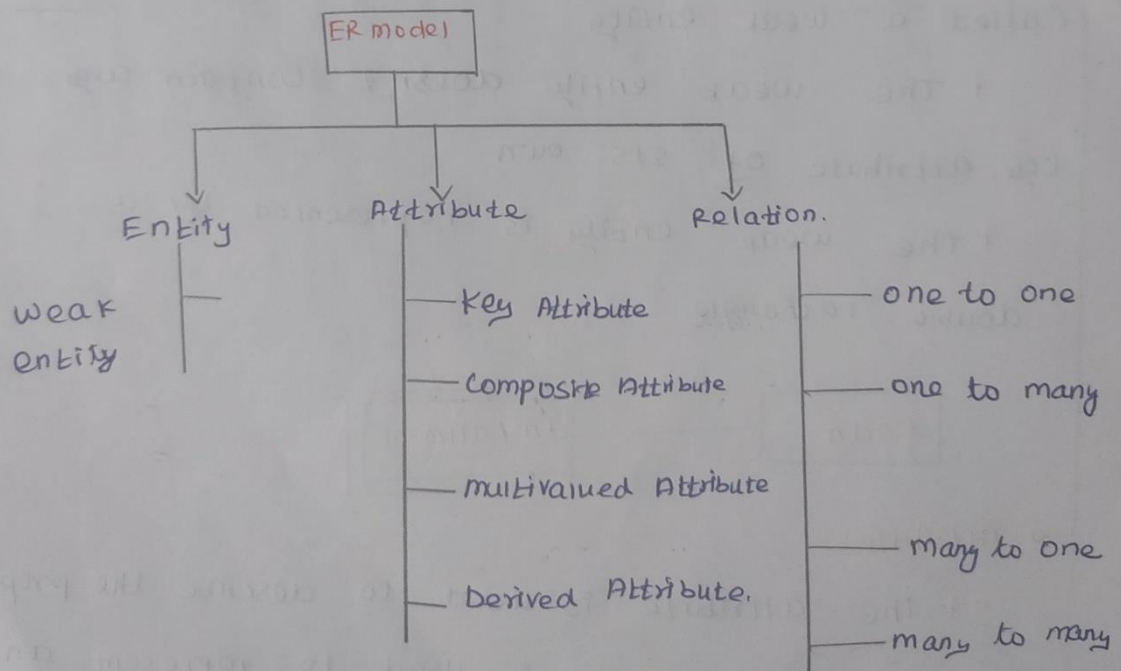 ER model
Entity
Attribute
Relation.
weak
entity
Key Attribute
Composite Attribute
multivalued Attribute
Derived Attribute.
one to one
one to many
many to one
many to many